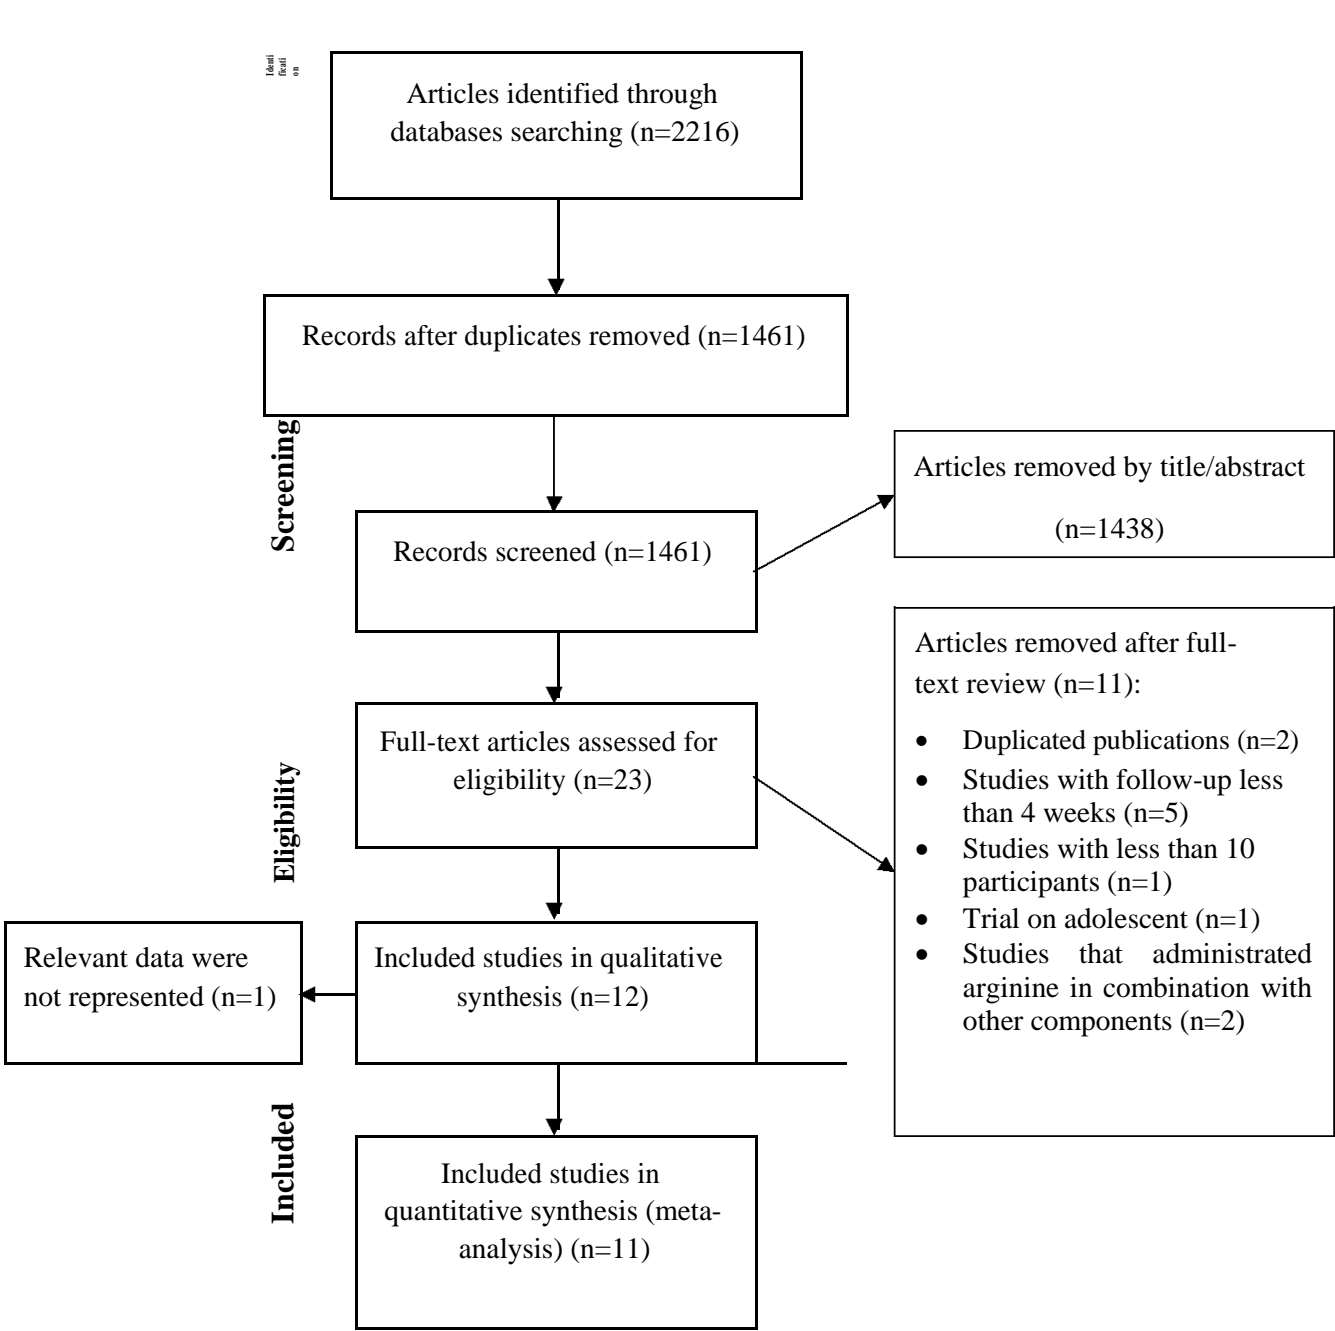 Identi
ficati
on
Articles identified through
databases searching (n=2216)
Records after duplicates removed (n=1461)
Screening
Articles removed by title/abstract
(n=1438)
Records screened (n=1461)
Articles removed after full-
text review (n=11):
• Duplicated publications (n=2)
• Studies with follow-up less
than 4 weeks (n=5)
• Studies with less than 10
participants (n=1)
• Trial on adolescent (n=1)
• Studies that administrated
arginine in combination with
other components (n=2)
Full-text articles assessed for
eligibility (n=23)
Eligibility
Relevant data were
not represented (n=1)
Included studies in qualitative
synthesis (n=12)
Included
Included studies in
quantitative synthesis (meta-
analysis) (n=11)